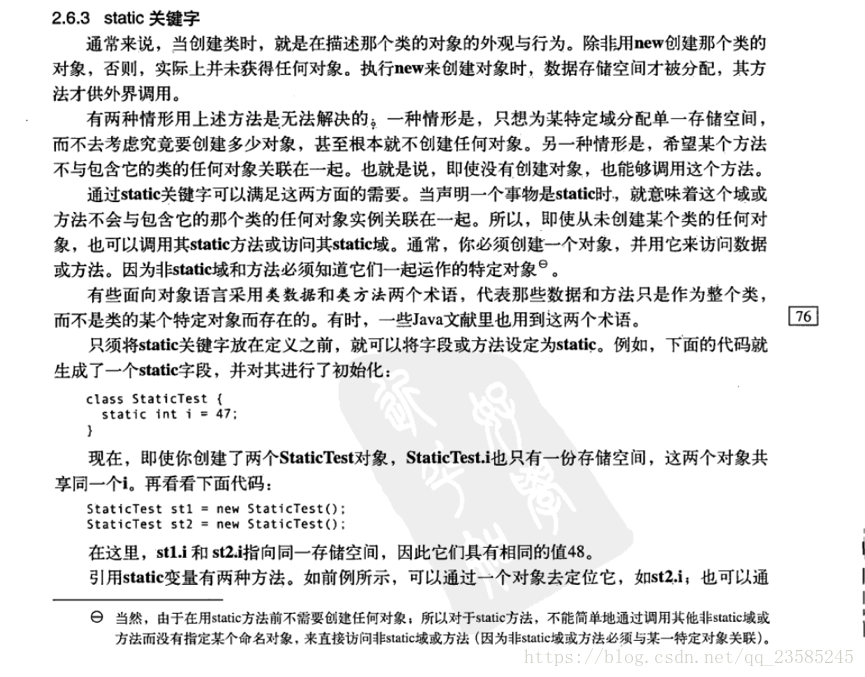 2.6.3 static 关键字
通常来说，当创建类时，就是在描述那个类的对象的外观与行为。除非用new创建那个类的
对象，否则，实际上并未获得任何对象。执行new来创建对象时，数据存储空间才被分配，其方
法才供外界调用。
有两种情形用上述方法是无法解决的。一种情形是，只想为某特定域分配单一存储空间，
而不去考虑究竟要创建多少对象，甚至根本就不创建任何对象。另一种情形是，希望某个方法
不与包含它的类的任何对象关联在一起。也就是说，即使没有创建对象，也能够调用这个方法。
通过static关键字可以满足这两方面的需要。当声明一个事物是static时，就意味着这个域或
方法不会与包含它的那个类的任何对象实例关联在一起。所以，即使从未创建某个类的任何对
象，也可以调用其static方法或访问其static域。通常，你必须创建一个对象，并用它来访问数据
或方法。因为非static域和方法必须知道它们一起运作的特定对象⊖。
有些面向对象语言采用类数据和类方法两个术语，代表那些数据和方法只是作为整个类，
而不是类的某个特定对象而存在的。有时，一些Java文献里也用到这两个术语。
76
只须将static关键字放在定义之前，就可以将字段或方法设定为static。例如，下面的代码就
生成了一个static字段，并对其进行了初始化：
class StaticTest {
static int i = 47;
}
现在，即使你创建了两个StaticTest对象，StaticTest.i也只有一份存储空间，这两个对象共
享同一个i。再看看下面代码：
StaticTest st1 = new StaticTest();
StaticTest st2 = new StaticTest();
在这里，st1.i 和 st2.i指向同一存储空间，因此它们具有相同的值48。
引用static变量有两种方法。如前例所示，可以通过一个对象去定位它，如st2.i；也可以通
⊖ 当然，由于在用static方法前不需要创建任何对象；所以对于static方法，不能简单地通过调用其他非static域或
方法而没有指定某个命名对象，来直接访问非static域或方法（因为非static域或方法必须与某一特定对象关联）。
https://blog.csdn.net/qq_23585245